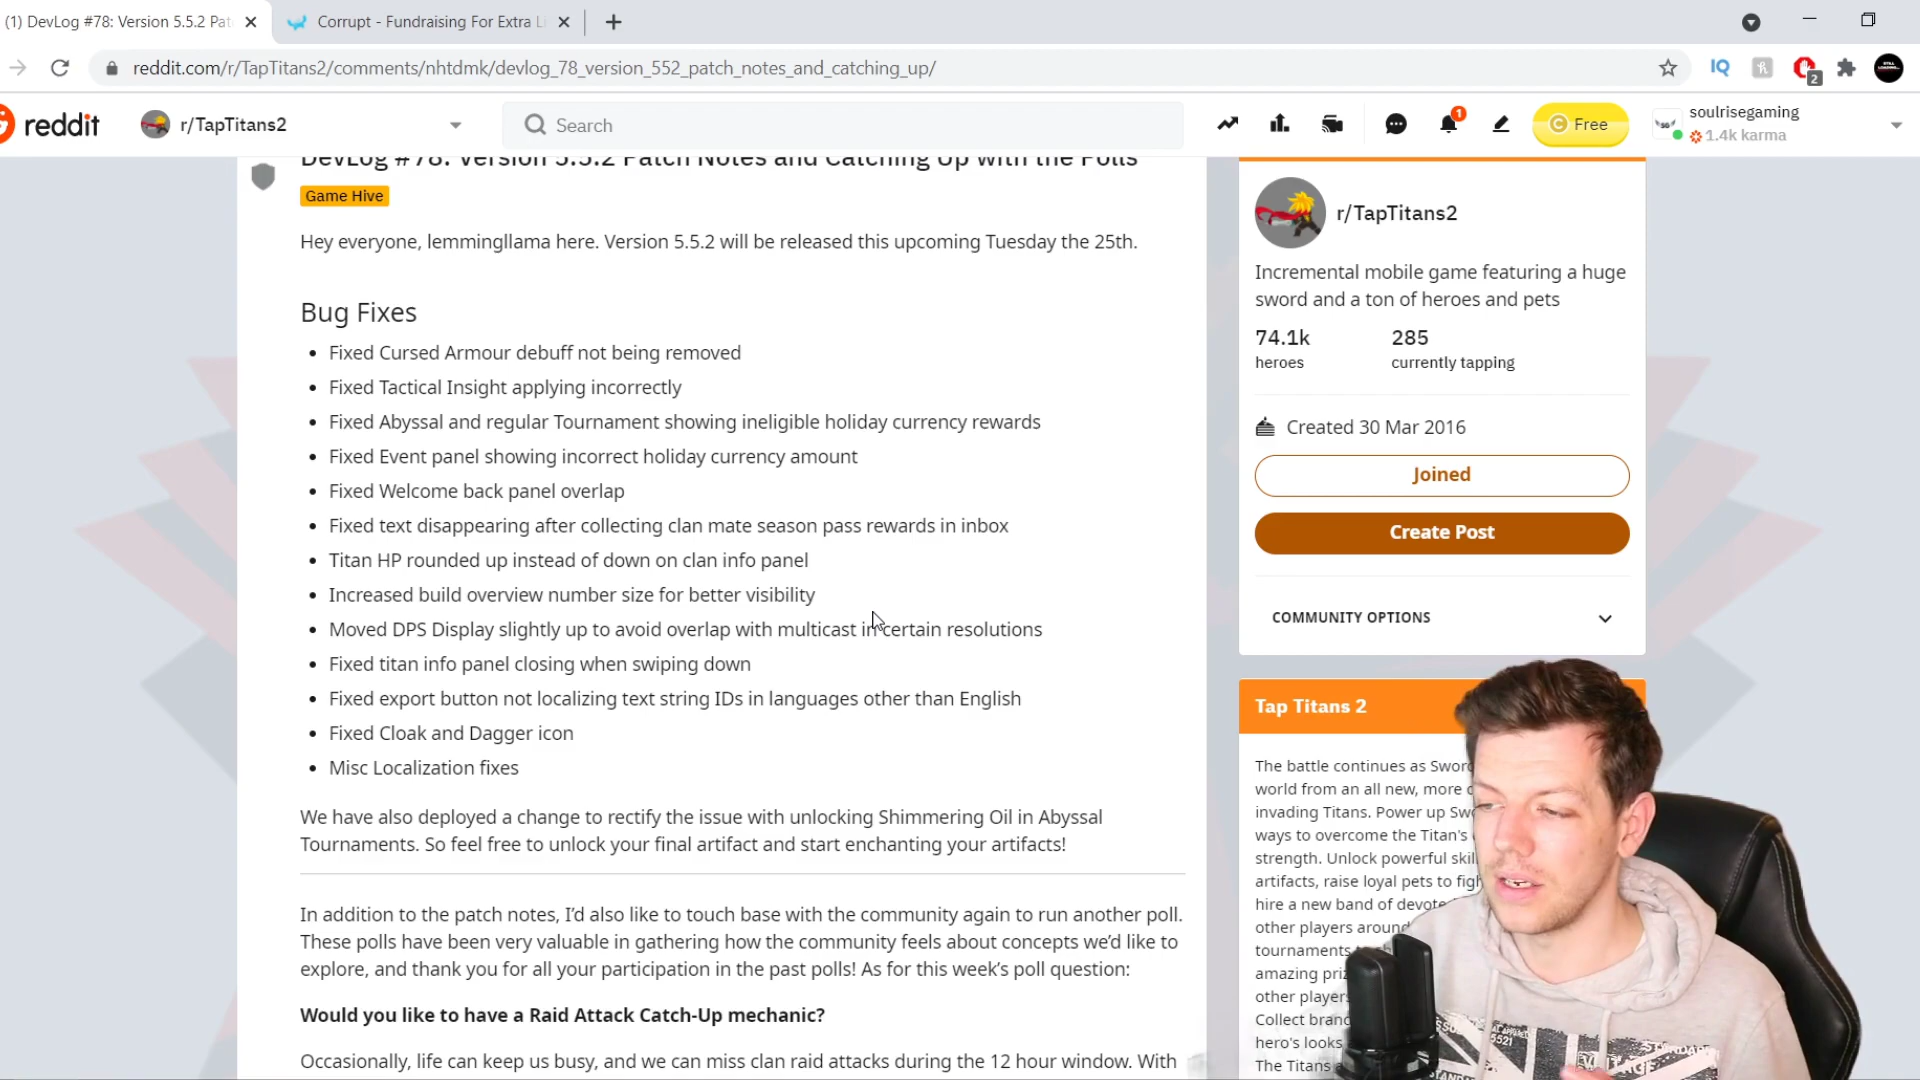 (1) DevLog #78: Version 5.5.2 Pat
Corrupt - Fundraising For Extra Li
reddit.com/r/TapTitans2/comments/nhtdmk/devlog_78_version_552_patch_notes_and_catching_up/
IQ
2
reddit
r/TapTitans2
Search
1
Free
soulrisegaming
1.4k karma
DevLog #78: Version 5.5.2 Patch Notes and Catching Up with the Polls
Game Hive
Hey everyone, lemmingllama here. Version 5.5.2 will be released this upcoming Tuesday the 25th.
Bug Fixes
• Fixed Cursed Armour debuff not being removed
• Fixed Tactical Insight applying incorrectly
• Fixed Abyssal and regular Tournament showing ineligible holiday currency rewards
• Fixed Event panel showing incorrect holiday currency amount
• Fixed Welcome back panel overlap
• Fixed text disappearing after collecting clan mate season pass rewards in inbox
• Titan HP rounded up instead of down on clan info panel
• Increased build overview number size for better visibility
• Moved DPS Display slightly up to avoid overlap with multicast in certain resolutions
• Fixed titan info panel closing when swiping down
• Fixed export button not localizing text string IDs in languages other than English
• Fixed Cloak and Dagger icon
• Misc Localization fixes
We have also deployed a change to rectify the issue with unlocking Shimmering Oil in Abyssal
Tournaments. So feel free to unlock your final artifact and start enchanting your artifacts!
In addition to the patch notes, I'd also like to touch base with the community again to run another poll.
These polls have been very valuable in gathering how the community feels about concepts we'd like to
explore, and thank you for all your participation in the past polls! As for this week's poll question:
Would you like to have a Raid Attack Catch-Up mechanic?
Occasionally, life can keep us busy, and we can miss clan raid attacks during the 12 hour window. With
r/TapTitans2
Incremental mobile game featuring a huge
sword and a ton of heroes and pets
74.1k
285
heroes
currently tapping
Created 30 Mar 2016
Joined
Create Post
COMMUNITY OPTIONS
Tap Titans 2
The battle continues as Swor
world from an all new, more
invading Titans. Power up Sw
ways to overcome the Titan's
strength. Unlock powerful skil
artifacts, raise loyal pets to figh
hire a new band of devote
other players around
tournaments
amazing pri
other players
Collect bran
hero's looks
The Titans a